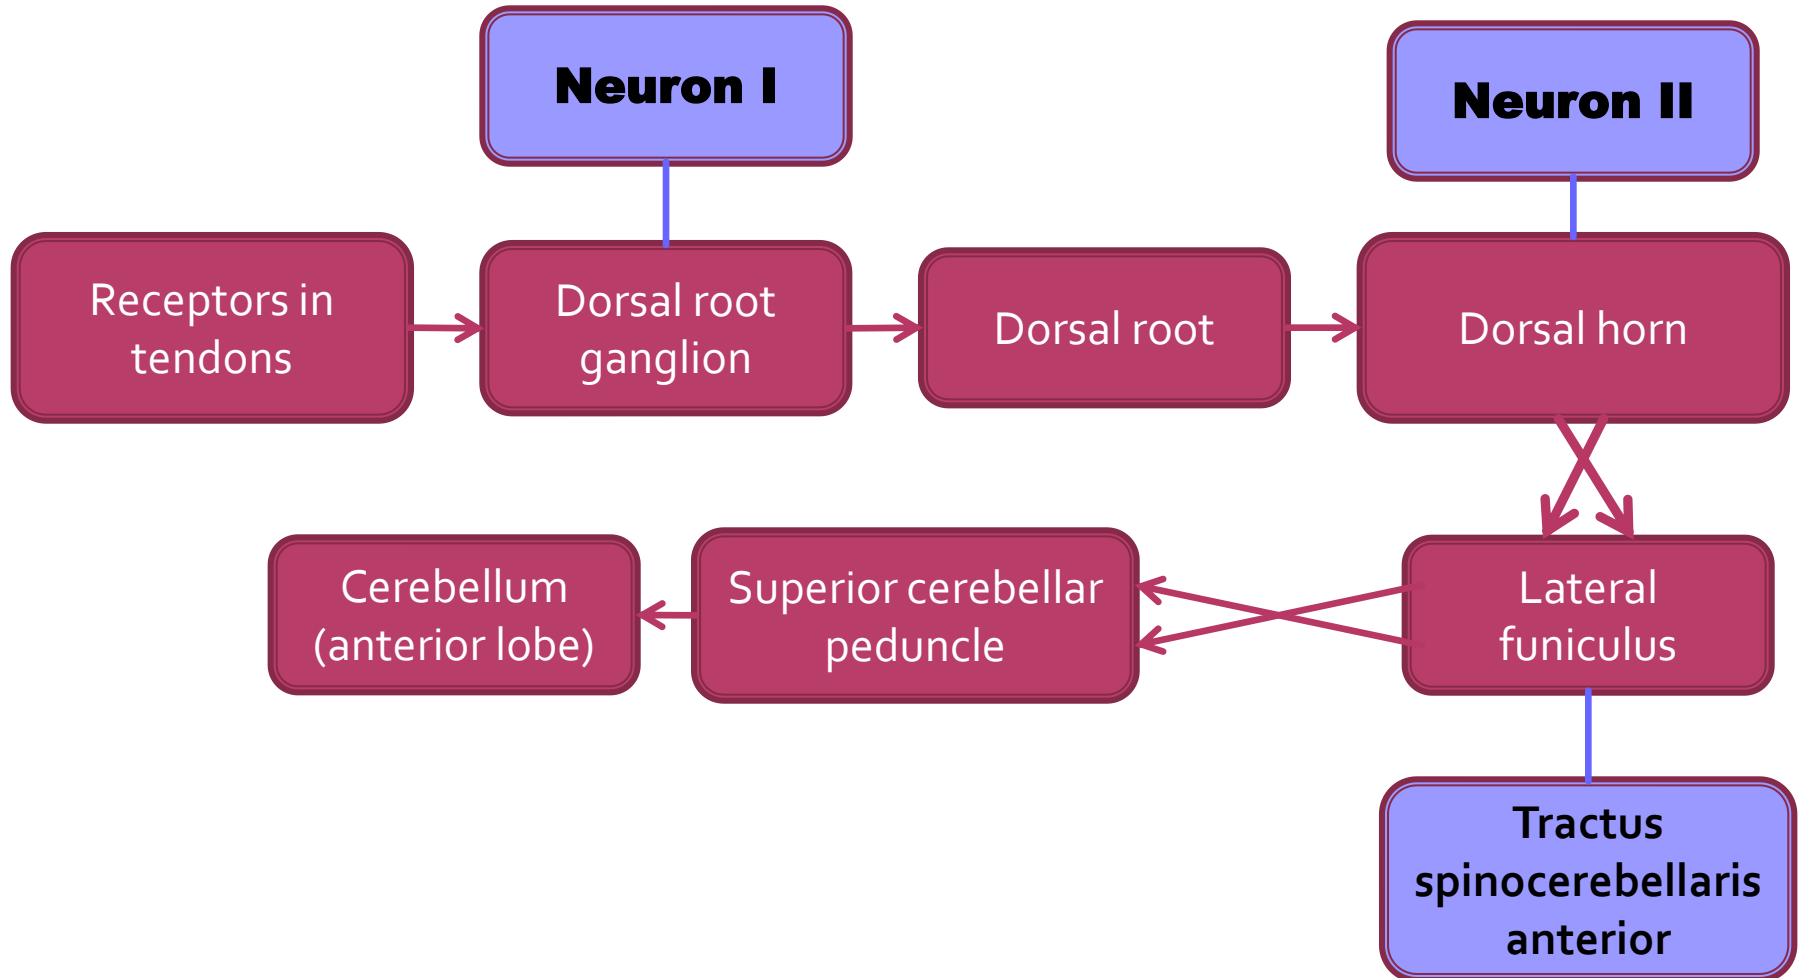 Neuron I
Neuron II
Receptors in
tendons
Dorsal root
ganglion
Dorsal root
Dorsal horn
Cerebellum
(anterior lobe)
Superior cerebellar
peduncle
Lateral
funiculus
Tractus
spinocerebellaris
anterior